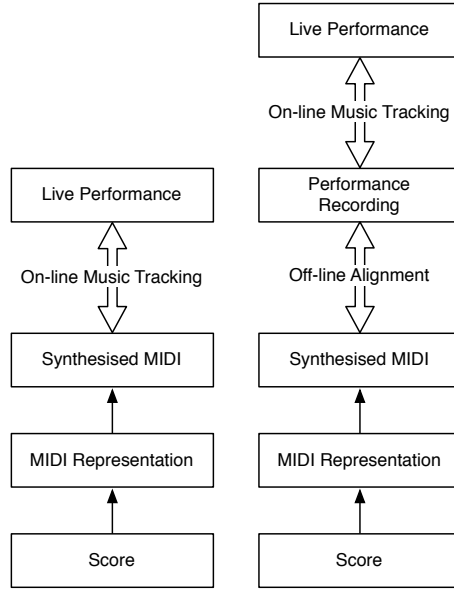 Live Performance
On-line Music Tracking
Synthesised MIDI
MIDI Representation
Score
Live Performance
On-line Music Tracking
Performance
Recording
Off-line Alignment
Synthesised MIDI
MIDI Representation
Score